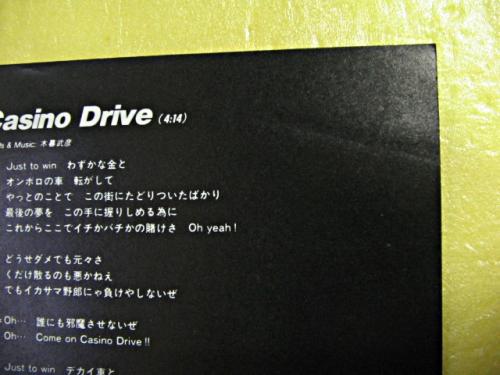 Casino Drive (4:14)
ds & Music: 木暮武彦
Just to win わずかな金と
オンボロの車 転がして
やっとのことで この街にたどりついたばかり
最後の夢を この手に握りしめる為に
これからここでイチかバチかの賭けさ Oh yeah!
どうせダメでも元々さ
くだけ散るのも悪かねえ
でもイカサマ野郎にゃ負けやしないぜ
Oh… 誰にも邪魔させないぜ
Oh… Come on Casino Drive!!
Just to win デカイ車と